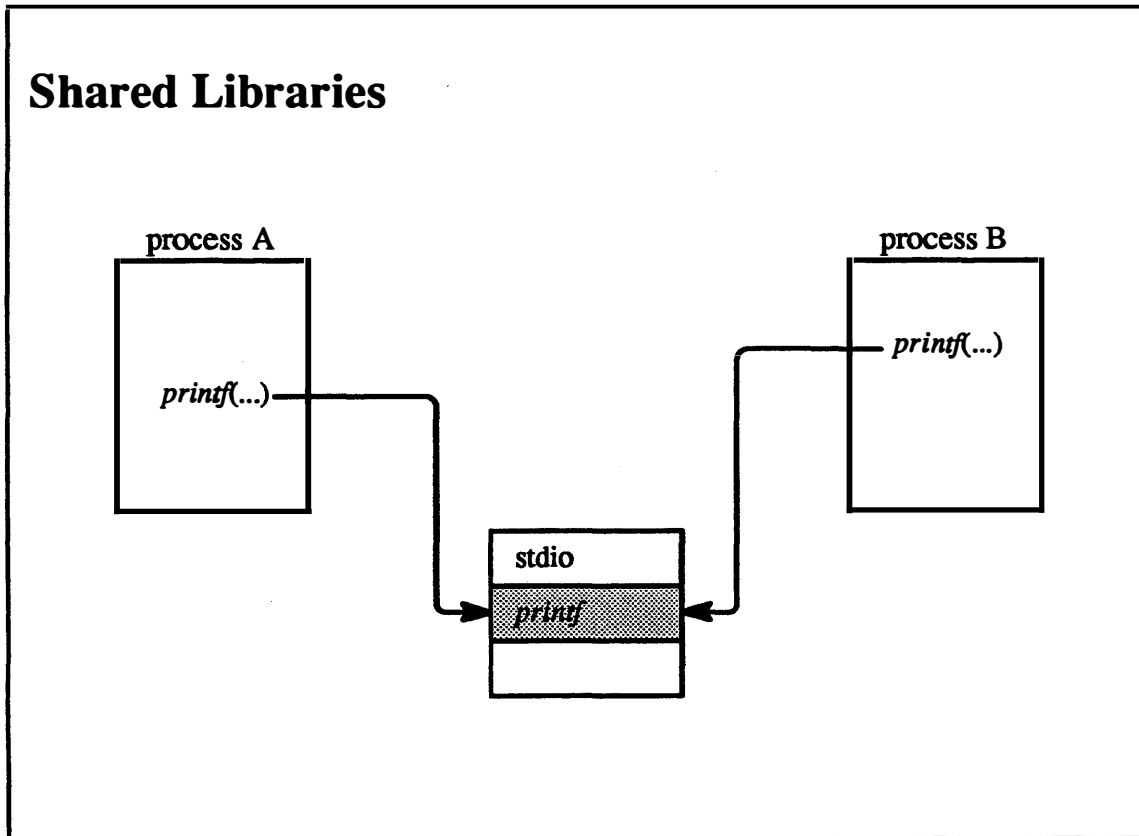 Shared Libraries
process A
process B
printf(...)
printf(...)
stdio
printf